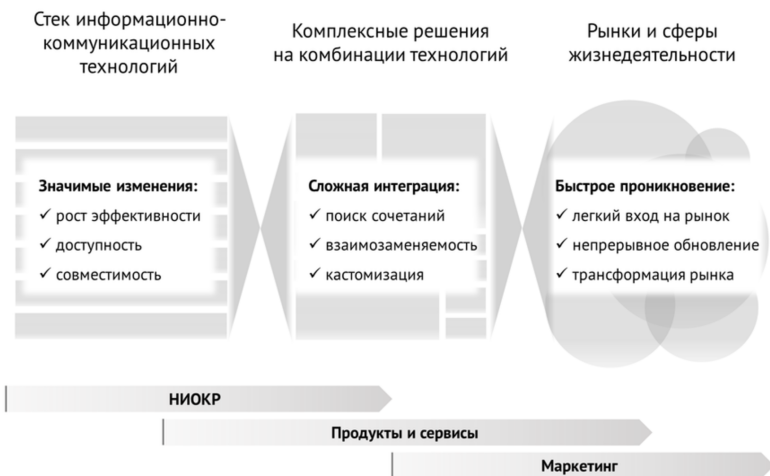 Стек информационно-
коммуникационных
технологий
Комплексные решения
на комбинации технологий
Рынки и сферы
жизнедеятельности
Значимые изменения:
✓ рост эффективности
✓ доступность
✓ совместимость
Сложная интеграция:
✓ поиск сочетаний
✓ взаимозаменяемость
✓ кастомизация
Быстрое проникновение:
✓ легкий вход на рынок
✓ непрерывное обновление
✓ трансформация рынка
НИОКР
Продукты и сервисы
Маркетинг